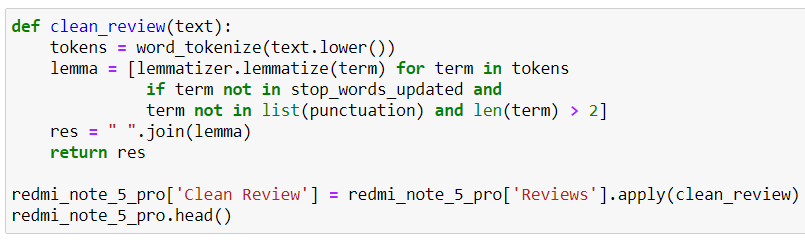 def clean_review(text):
    tokens = word_tokenize(text.lower())
    lemma = [lemmatizer.lemmatize(term) for term in tokens
             if term not in stop_words_updated and
             term not in list(punctuation) and len(term) > 2]
    res = " ".join(lemma)
    return res

redmi_note_5_pro['Clean Review'] = redmi_note_5_pro['Reviews'].apply(clean_review)
redmi_note_5_pro.head()